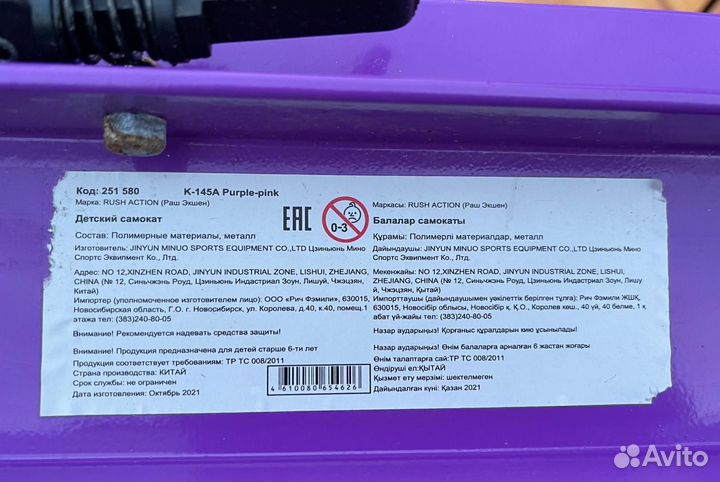 Код: 251 580 K-145A Purple-pink
Марка: RUSH ACTION (Раш Экшен)
Детский самокат
Состав: Полимерные материалы, металл
Изготовитель: JINYUN MINUO SPORTS EQUIPMENT CO.,LTD Цзиньюнь Мино
Спортс Эквипмент Ко., Лтд.
Адрес: NO 12,XINZHEN ROAD, JINYUN INDUSTRIAL ZONE, LISHUI, ZHEJIANG,
CHINA (№ 12, Синьчжэнь Роуд, Цзиньюнь Индастриал Зоун, Лишуй, Чжэцзян,
Китай)
Импортер (уполномоченное изготовителем лицо): ООО «Рич Фэмили», 630015,
Новосибирская область, Г.О. г. Новосибирск, ул. Королева, д.40, к.40, помещ.1
этажа тел: (383)240-80-05
Внимание! Рекомендуется надевать средства защиты!
Внимание! Продукция предназначена для детей старше 6-ти лет
Продукция соответствует требованиям: ТР ТС 008/2011
Страна производства: КИТАЙ
Срок службы: не ограничен
Дата изготовления: Октябрь 2021
4 610080 654626
EAC
0-3
Маркасы: RUSH ACTION (Раш Экшен)
Балалар самокаты
Құрамы: Полимерлі материалдар, металл
Дайындаушы: JINYUN MINUO SPORTS EQUIPMENT CO.,LTD Цзиньюнь Мино
Спортс Эквипмент Ко., Лтд.
Мекенжайы: NO 12,XINZHEN ROAD, JINYUN INDUSTRIAL ZONE, LISHUI,
ZHEJIANG, CHINA (№ 12, Синьчжэнь Роуд, Цзиньюнь Индастриал Зоун, Лишу
й, Чжэцзян, Қытай)
Импорттаушы (дайындаушымен уәкілеттік берілген тұлға): Рич Фэмили ЖШҚ,
630015, Новосібір облысы, Новосібір қ, Қ.О., Королев көш., 40 үй, 40 белме, 1 қ
абат үй-жайы тел: (383)240-80-05
Назар аударыңыз! Қорғаныс құралдарын кию ұсынылады!
Назар аударыңыз! Өнім балаларға арналған 6 жастан жоғары
Өнім талаптарға сай:ТР ТС 008/2011
Өндіруші ел:ҚЫТАЙ
Қызмет ету мерзімі: шектелмеген
Дайындалған күні: Қазан 2021
Avito